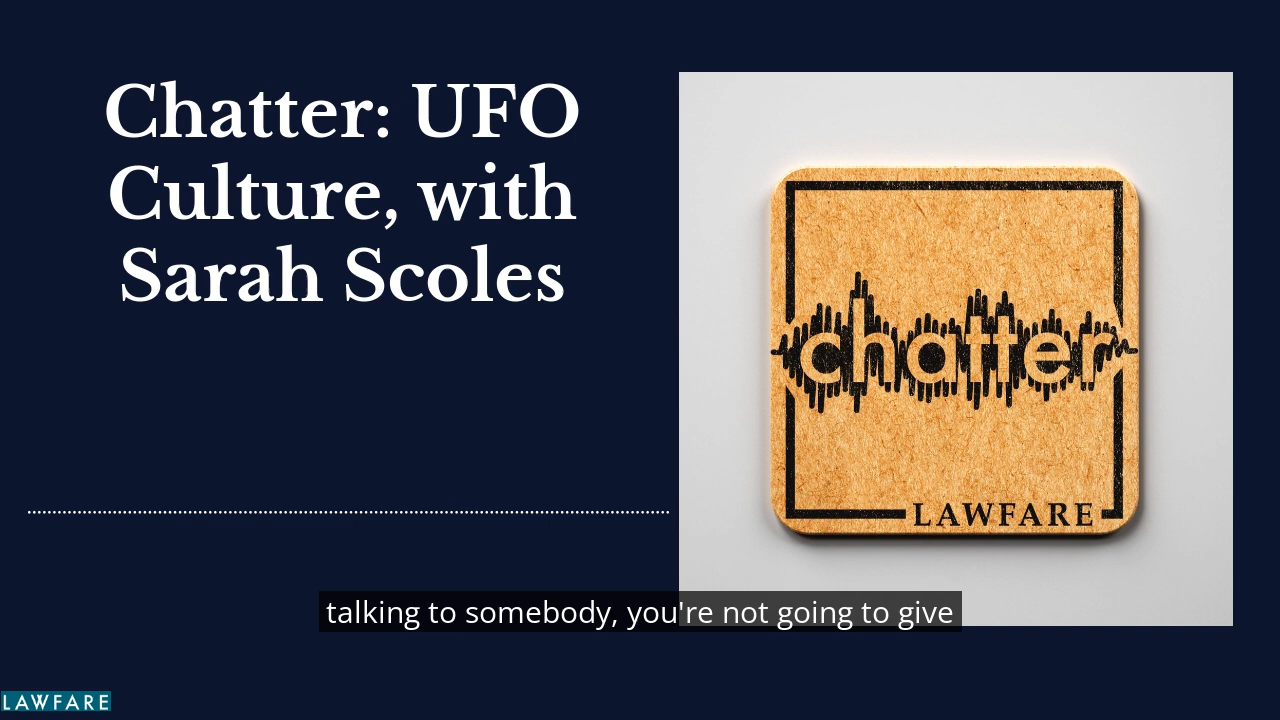 Chatter: UFO
Culture, with
Sarah Scoles
chatter
LAWFARE
talking to somebody, you're not going to give
LAWFARE